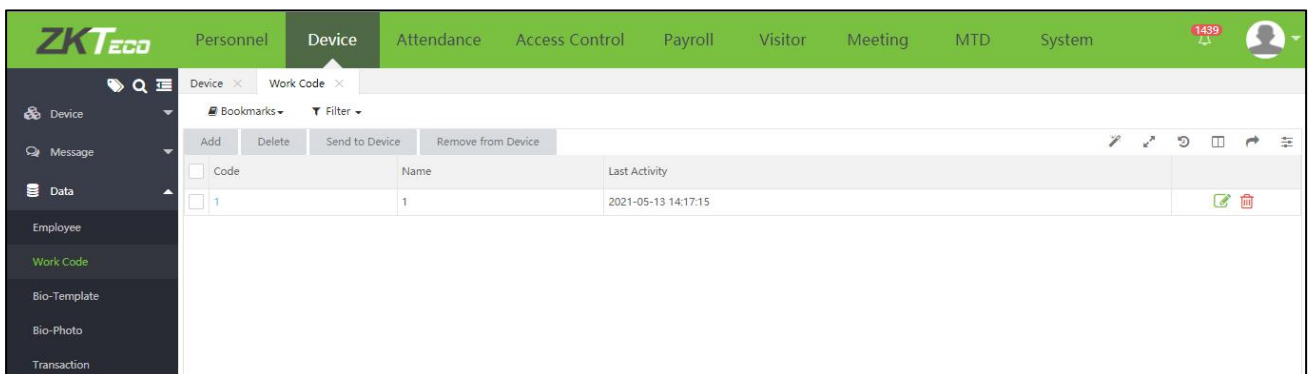 ZKTECO Personnel Device Attendance Access Control Payroll Visitor Meeting MTD System 1439
Device Work Code
Device Bookmarks Filter
Message Add Delete Send to Device Remove from Device
Code Name Last Activity
Data 1 1 2021-05-13 14:17:15
Employee
Work Code
Bio-Template
Bio-Photo
Transaction